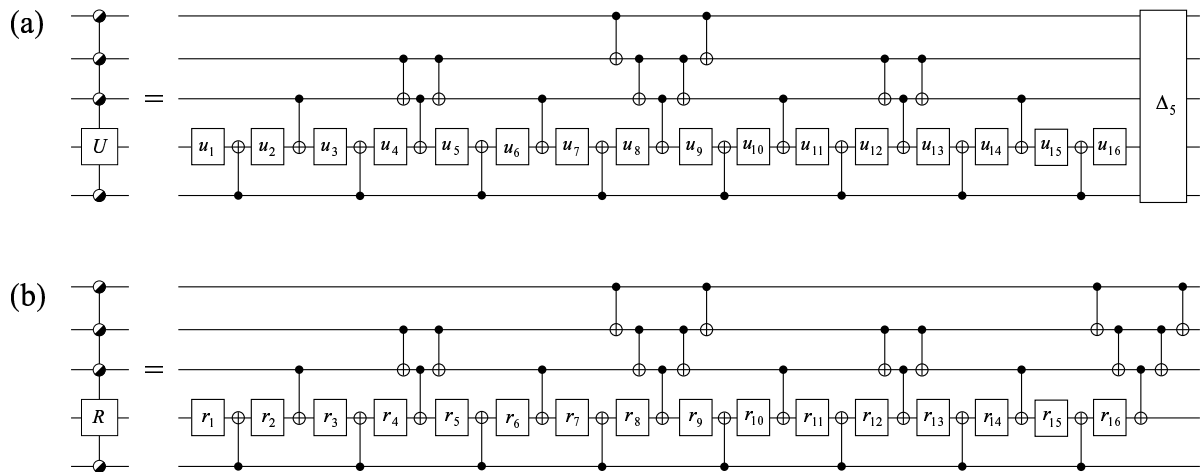 (a)
U = u₁ u₂ u₃ u₄ u₅ u₆ u₇ u₈ u₉ u₁₀ u₁₁ u₁₂ u₁₃ u₁₄ u₁₅ u₁₆ Δ₅
(b)
R = r₁ r₂ r₃ r₄ r₅ r₆ r₇ r₈ r₉ r₁₀ r₁₁ r₁₂ r₁₃ r₁₄ r₁₅ r₁₆